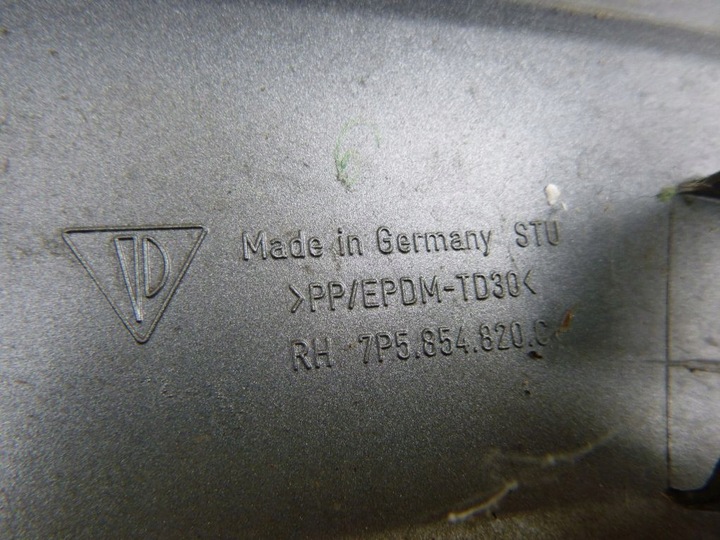 Made in Germany STU
>PP/EPDM-TD30<
RH 7P5.854.820.C